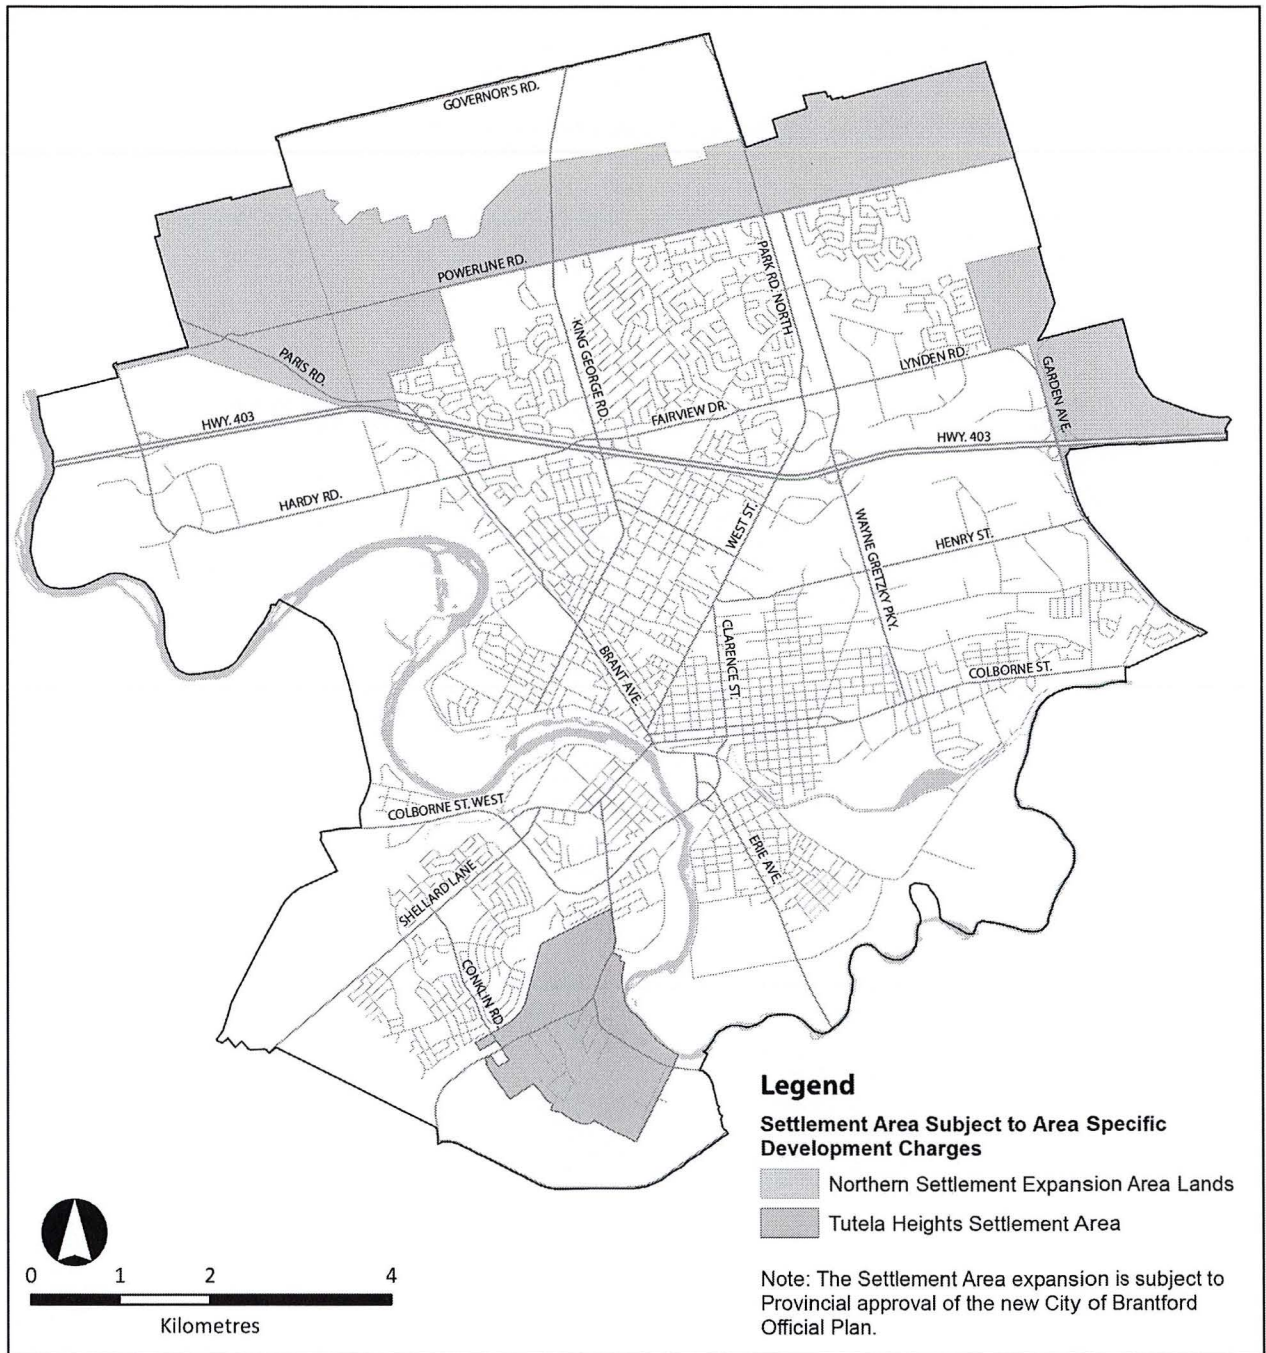 GOVERNOR'S RD.
POWERLINE RD.
PARK RD. NORTH
KING GEORGE RD.
PARIS RD.
LYNDEN RD.
GARDEN AVE.
FAIRVIEW DR.
HWY. 403
HWY. 403
HARDY RD.
WEST ST.
WAYNE GRETZKY PKY.
HENRY ST.
BRANT AVE.
CLARENCE ST.
COLBORNE ST.
COLBORNE ST. WEST
ERIE AVE.
SHELLARD LANE
CONKLIN RD.
Legend
Settlement Area Subject to Area Specific
Development Charges
Northern Settlement Expansion Area Lands
Tutela Heights Settlement Area
Note: The Settlement Area expansion is subject to
Provincial approval of the new City of Brantford
Official Plan.
0 1 2 4
Kilometres